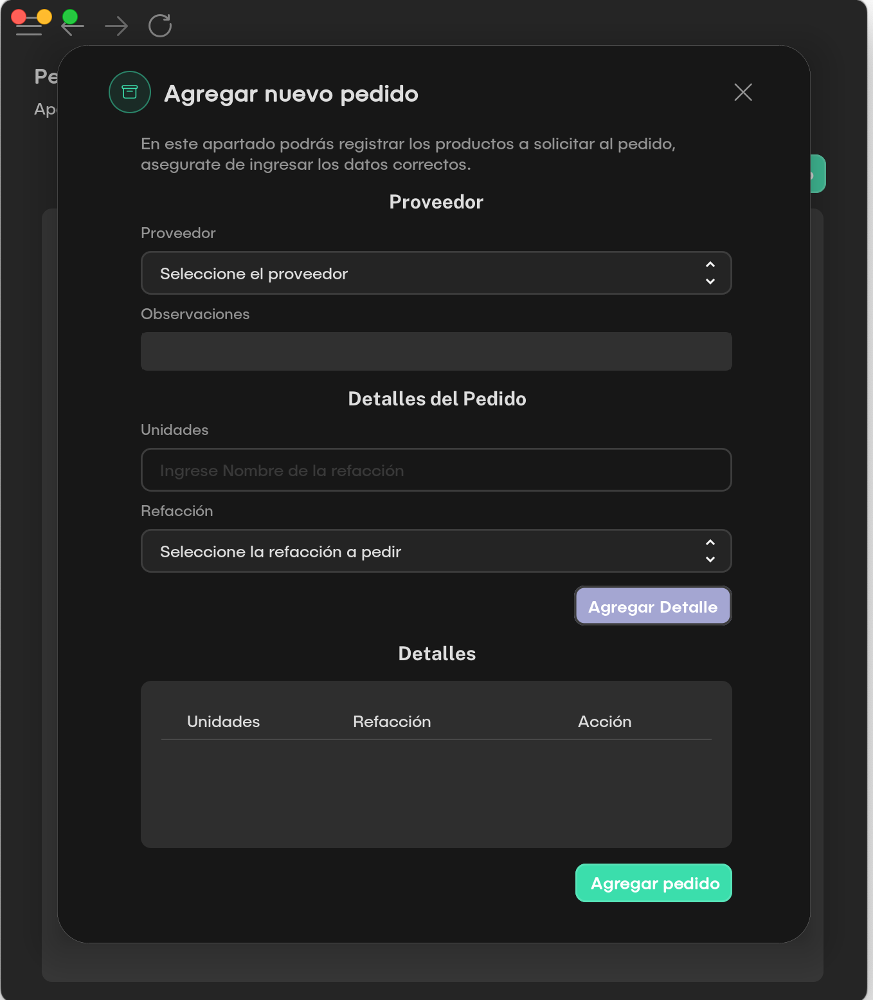 Agregar nuevo pedido
En este apartado podrás registrar los productos a solicitar al pedido,
asegurate de ingresar los datos correctos.
Proveedor
Proveedor
Seleccione el proveedor
Observaciones
Detalles del Pedido
Unidades
Ingrese Nombre de la refacción
Refacción
Seleccione la refacción a pedir
Agregar Detalle
Detalles
Unidades Refacción Acción
Agregar pedido